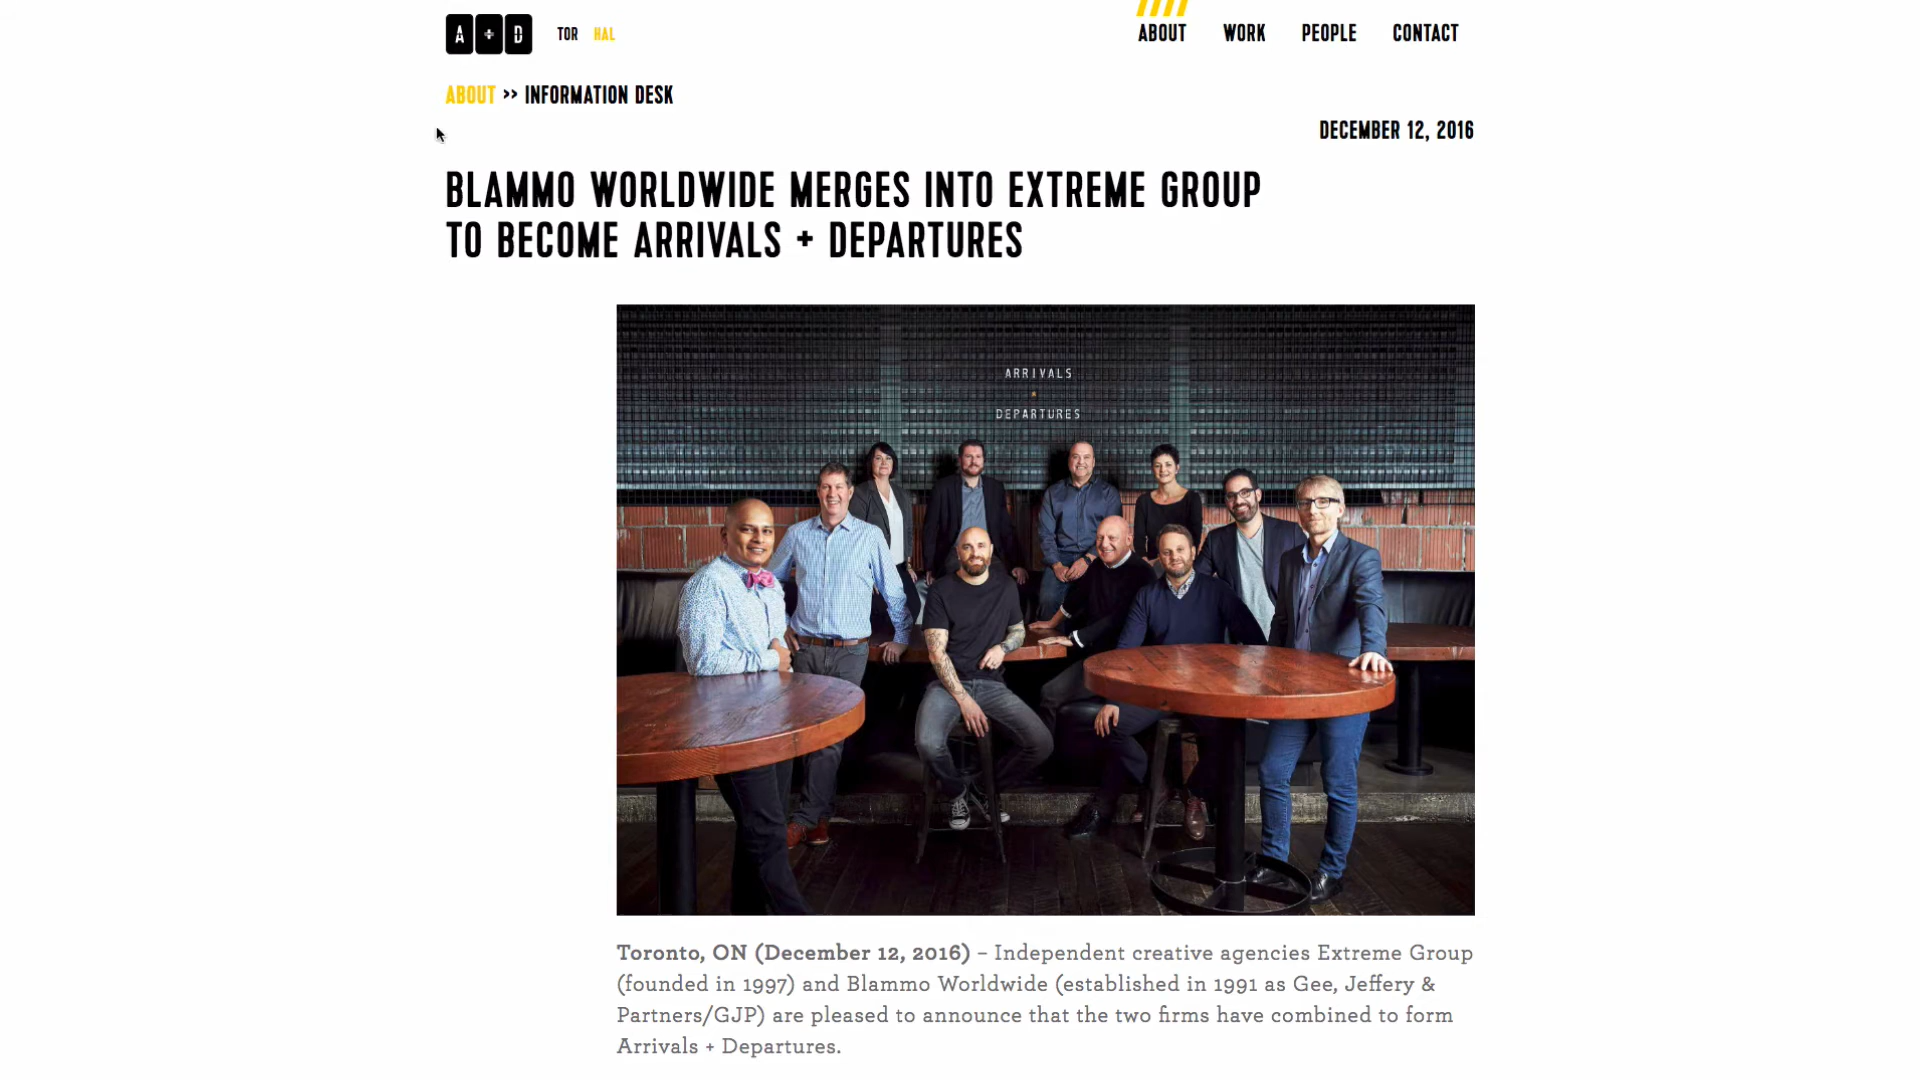 A + D TOR HAL ABOUT WORK PEOPLE CONTACT
ABOUT >> INFORMATION DESK
DECEMBER 12, 2016
BLAMMO WORLDWIDE MERGES INTO EXTREME GROUP
TO BECOME ARRIVALS + DEPARTURES
ARRIVALS
+
DEPARTURES
Toronto, ON (December 12, 2016) – Independent creative agencies Extreme Group
(founded in 1997) and Blammo Worldwide (established in 1991 as Gee, Jeffery &
Partners/GJP) are pleased to announce that the two firms have combined to form
Arrivals + Departures.